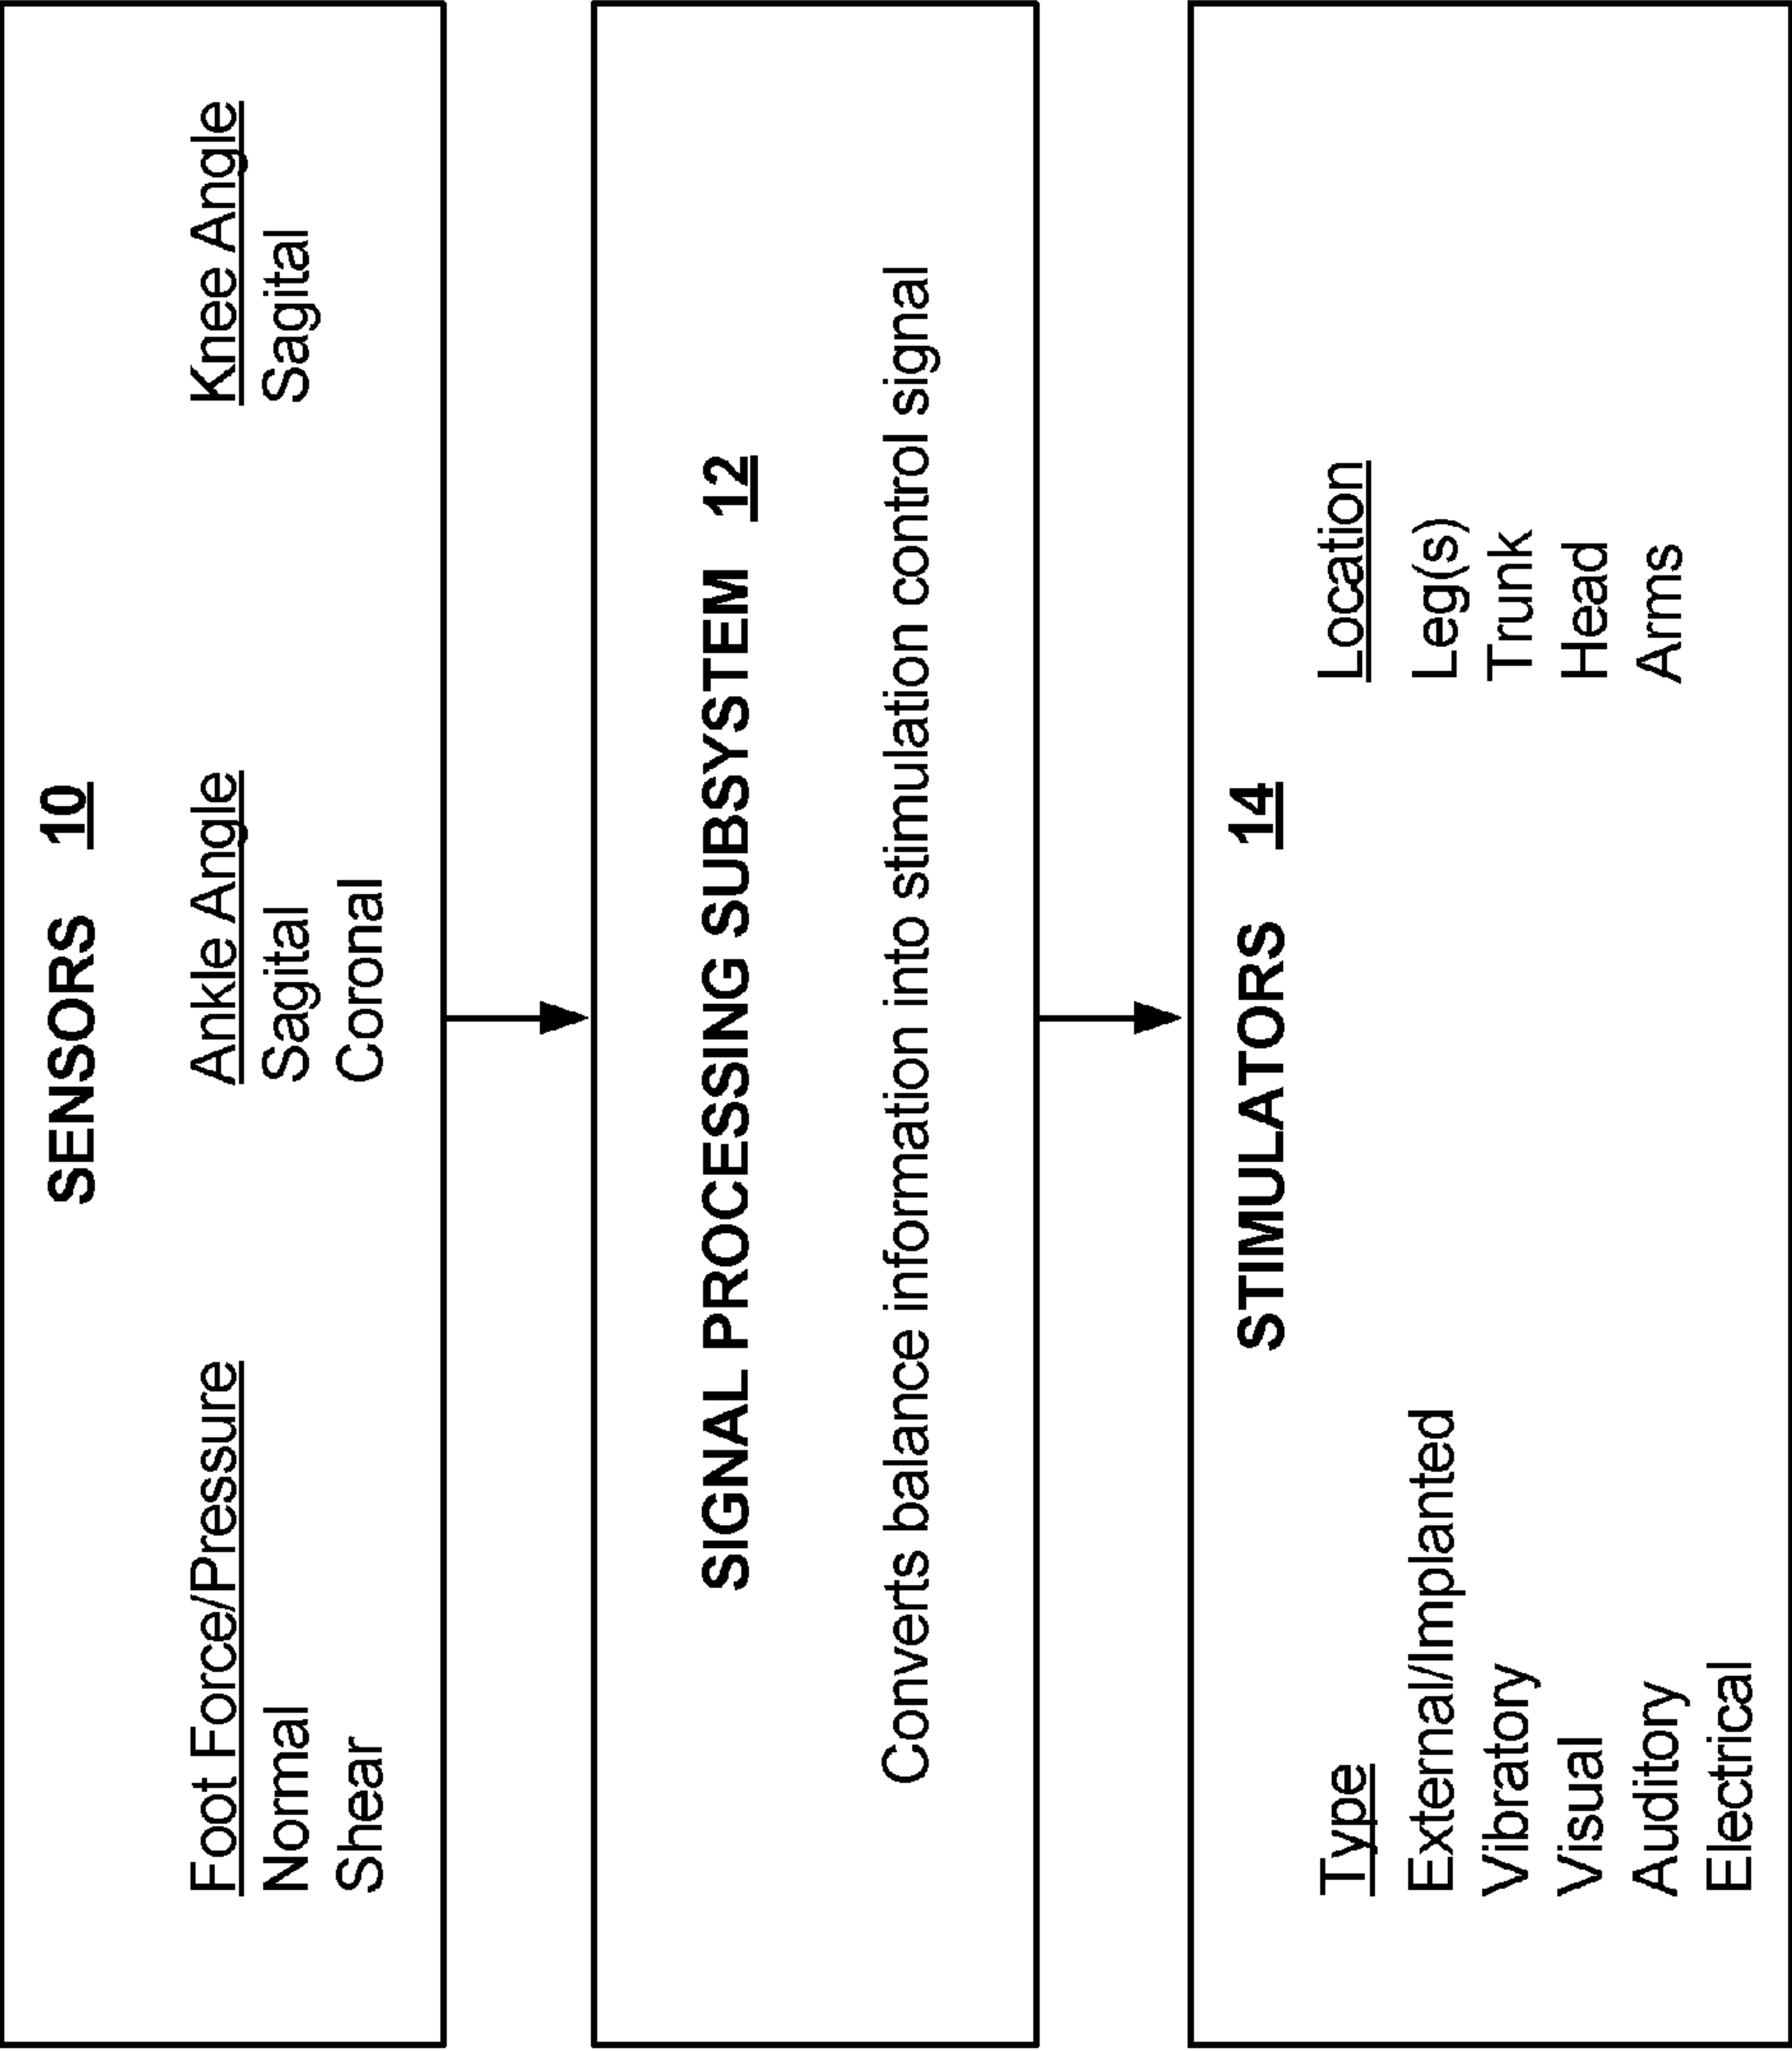 SENSORS 10
Foot Force/Pressure Ankle Angle Knee Angle
Normal Sagital Sagital
Shear Coronal
SIGNAL PROCESSING SUBSYSTEM 12
Converts balance information into stimulation control signal
STIMULATORS 14
Type Location
External/Implanted Leg(s)
Vibratory Trunk
Visual Head
Auditory Arms
Electrical